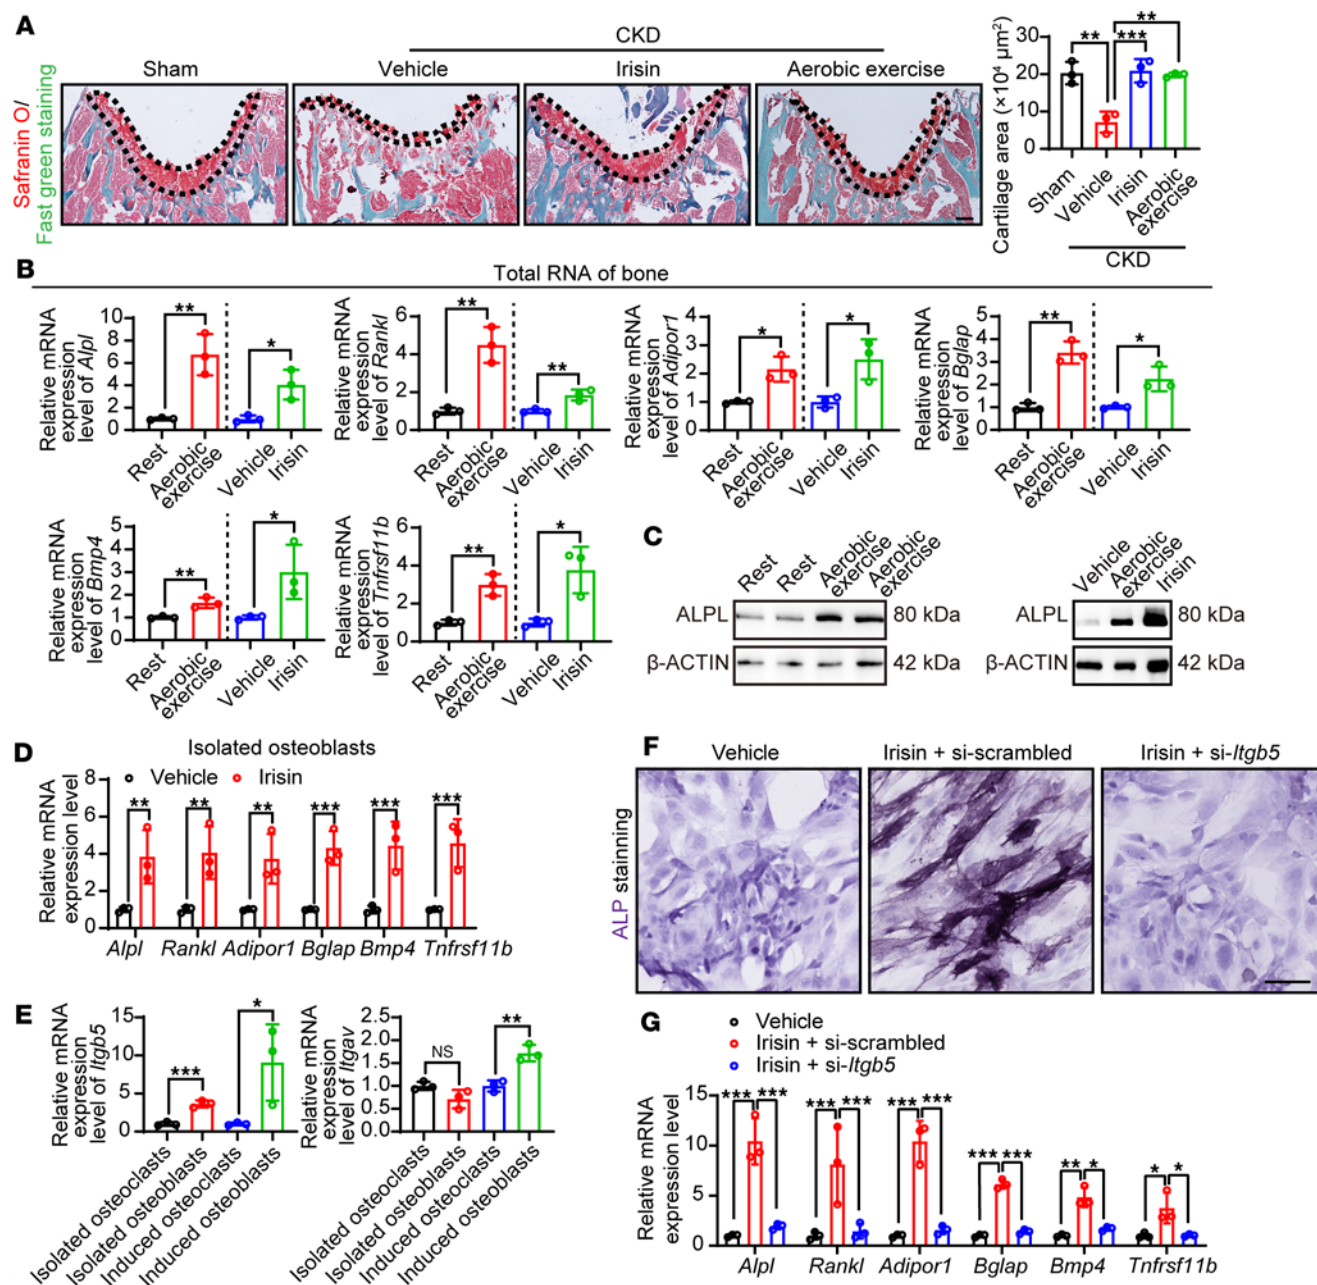 A
CKD
Sham
Vehicle
Irisin
Aerobic exercise
Safranin O/
Fast green staining
Cartilage area (×10⁴ μm²)
30
20
10
0
**
***
**
Sham
Vehicle
Irisin
Aerobic
exercise
CKD
B
Total RNA of bone
Relative mRNA
expression
level of Alpl
10
8
6
4
2
0
**
*
Rest
Aerobic
exercise
Vehicle
Irisin
Relative mRNA
expression
level of Rankl
6
4
2
0
**
**
Rest
Aerobic
exercise
Vehicle
Irisin
Relative mRNA
expression
level of Adipor1
4
3
2
1
0
*
*
Rest
Aerobic
exercise
Vehicle
Irisin
Relative mRNA
expression
level of Bglap
5
4
3
2
1
0
**
*
Rest
Aerobic
exercise
Vehicle
Irisin
Relative mRNA
expression
level of Bmp4
5
4
3
2
1
0
**
*
Rest
Aerobic
exercise
Vehicle
Irisin
Relative mRNA
expression
level of Tnfrsf11b
6
4
2
0
**
*
Rest
Aerobic
exercise
Vehicle
Irisin
C
Rest
Rest
Aerobic
exercise
Aerobic
exercise
ALPL
80 kDa
β-ACTIN
42 kDa
Vehicle
Aerobic
exercise
Irisin
ALPL
80 kDa
β-ACTIN
42 kDa
D
Isolated osteoblasts
Vehicle
Irisin
Relative mRNA
expression level
8
6
4
2
0
**
**
**
***
***
***
Alpl
Rankl
Adipor1
Bglap
Bmp4
Tnfrsf11b
E
Relative mRNA
expression
level of Itgb5
15
10
5
0
***
*
Isolated osteoclasts
Isolated osteoblasts
Induced osteoclasts
Induced osteoblasts
Relative mRNA
expression
level of Itgav
2.5
2.0
1.5
1.0
0.5
0.0
NS
**
Isolated osteoclasts
Isolated osteoblasts
Induced osteoclasts
Induced osteoblasts
F
Vehicle
Irisin + si-scrambled
Irisin + si-Itgb5
ALP stainning
G
Vehicle
Irisin + si-scrambled
Irisin + si-Itgb5
Relative mRNA
expression level
15
10
5
0
*** ***
*** ***
*** ***
*** ***
** *
* *
Alpl
Rankl
Adipor1
Bglap
Bmp4
Tnfrsf11b